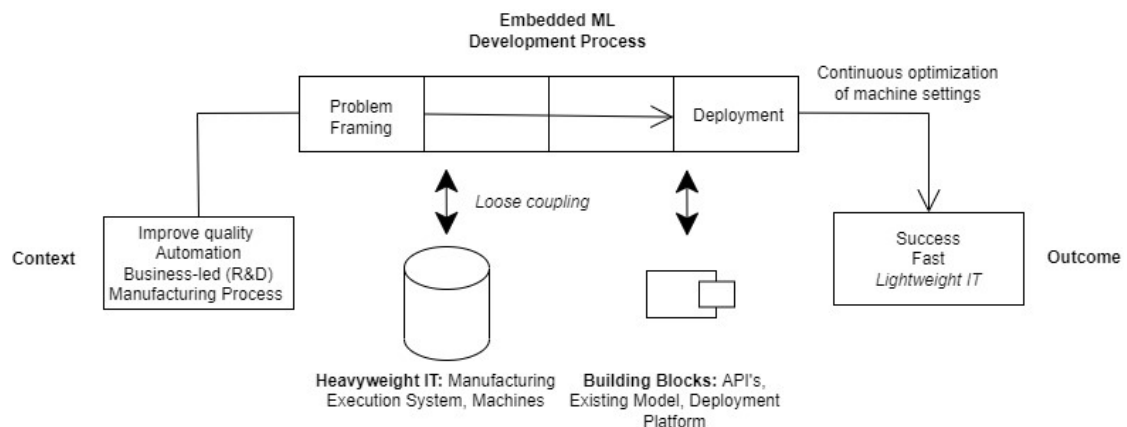 Embedded ML
Development Process
Problem
Framing
Deployment
Continuous optimization
of machine settings
Loose coupling
Context
Improve quality
Automation
Business-led (R&D)
Manufacturing Process
Success
Fast
Lightweight IT
Outcome
Heavyweight IT: Manufacturing
Execution System, Machines
Building Blocks: API's,
Existing Model, Deployment
Platform